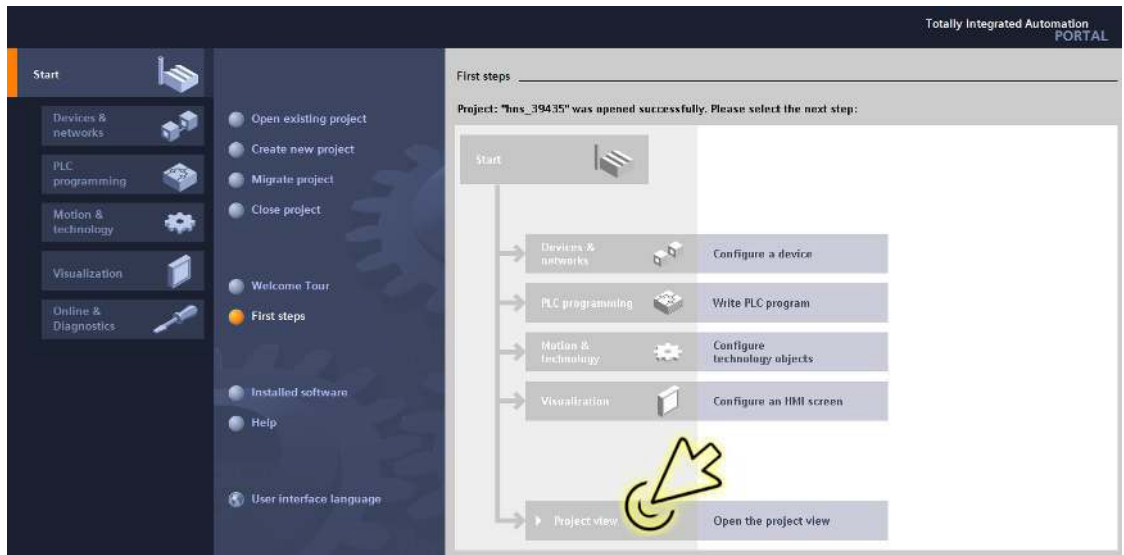 Totally Integrated Automation
PORTAL
Start
Devices &
networks
PLC
programming
Motion &
technology
Visualization
Online &
Diagnostics
Open existing project
Create new project
Migrate project
Close project
Welcome Tour
First steps
Installed software
Help
User interface language
First steps
Project: "hns_39435" was opened successfully. Please select the next step:
Start
Devices &
networks
Configure a device
PLC programming
Write PLC program
Motion &
technology
Configure
technology objects
Visualization
Configure an HMI screen
Project view
Open the project view